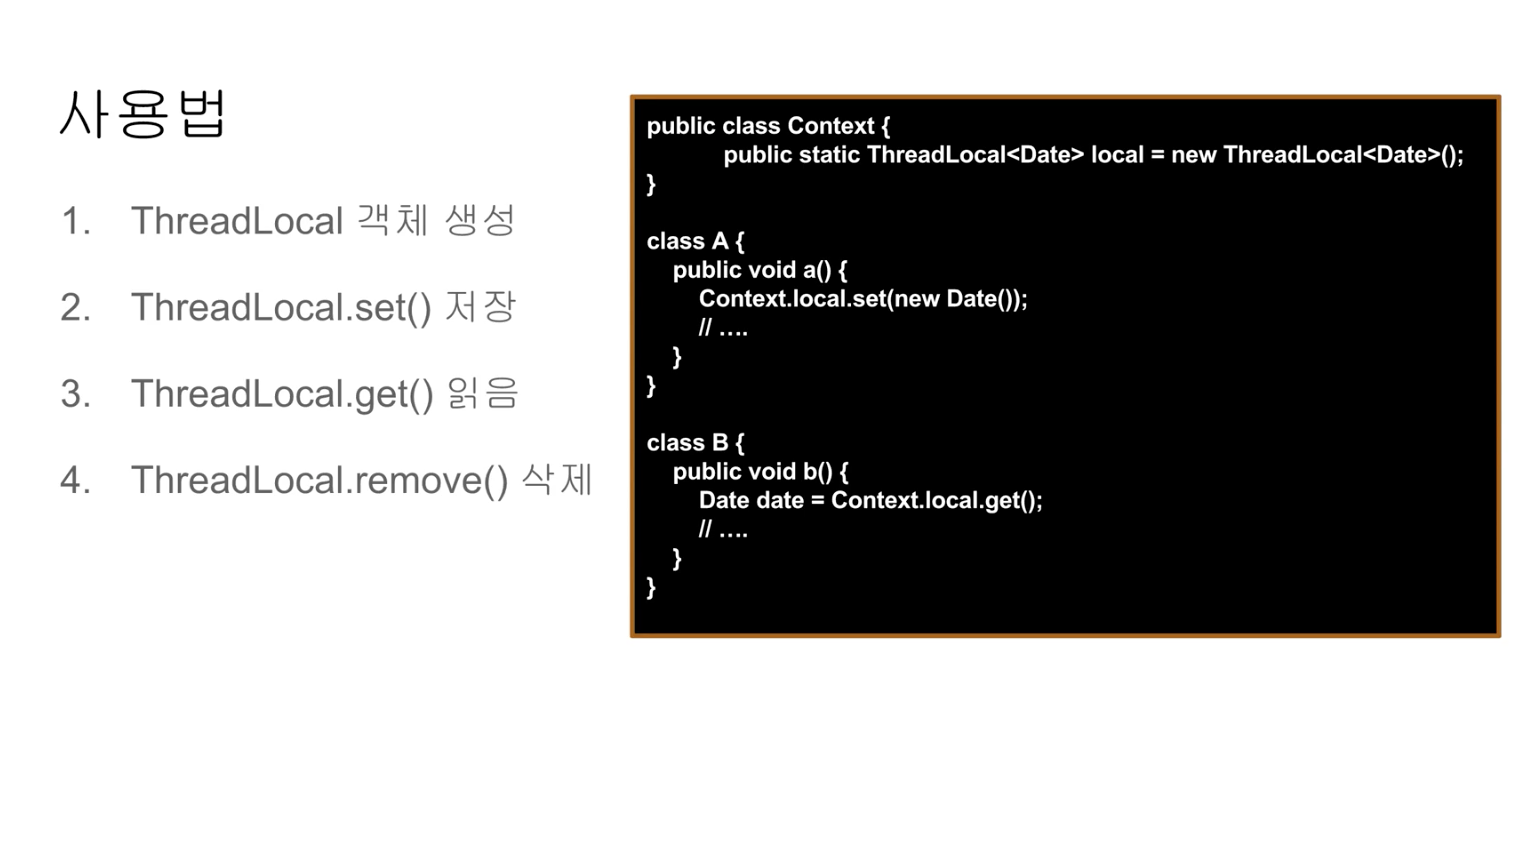 사용법
1. ThreadLocal 객체 생성
2. ThreadLocal.set() 저장
3. ThreadLocal.get() 읽음
4. ThreadLocal.remove() 삭제
public class Context {
public static ThreadLocal<Date> local = new ThreadLocal<Date>();
}
class A {
public void a() {
Context.local.set(new Date());
// ....
}
}
class B {
public void b() {
Date date = Context.local.get();
// ....
}
}